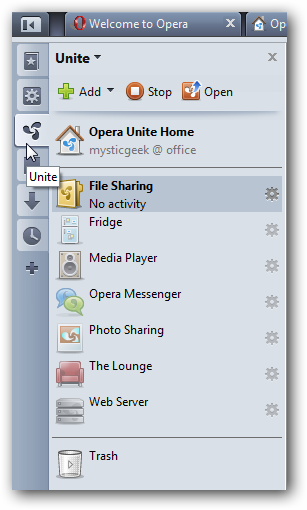 Welcome to Opera
Op
Unite
Add
Stop
Open
Opera Unite Home
mysticgeek @ office
Unite
File Sharing
No activity
Fridge
Media Player
Opera Messenger
Photo Sharing
The Lounge
Web Server
Trash